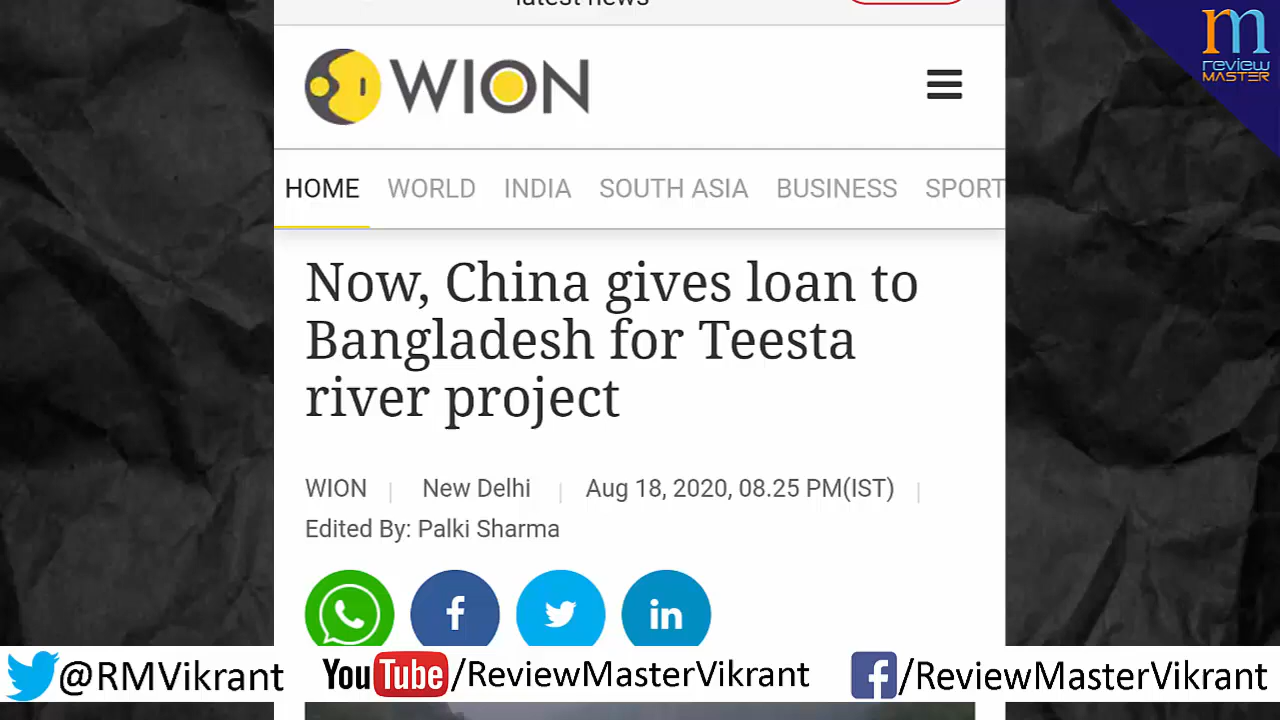 latest news
m
review
MASTER
WION
HOME WORLD INDIA SOUTH ASIA BUSINESS SPORT
Now, China gives loan to
Bangladesh for Teesta
river project
WION | New Delhi | Aug 18, 2020, 08.25 PM(IST) |
Edited By: Palki Sharma
f in
@RMVikrant YouTube/ReviewMasterVikrant f/ReviewMasterVikrant